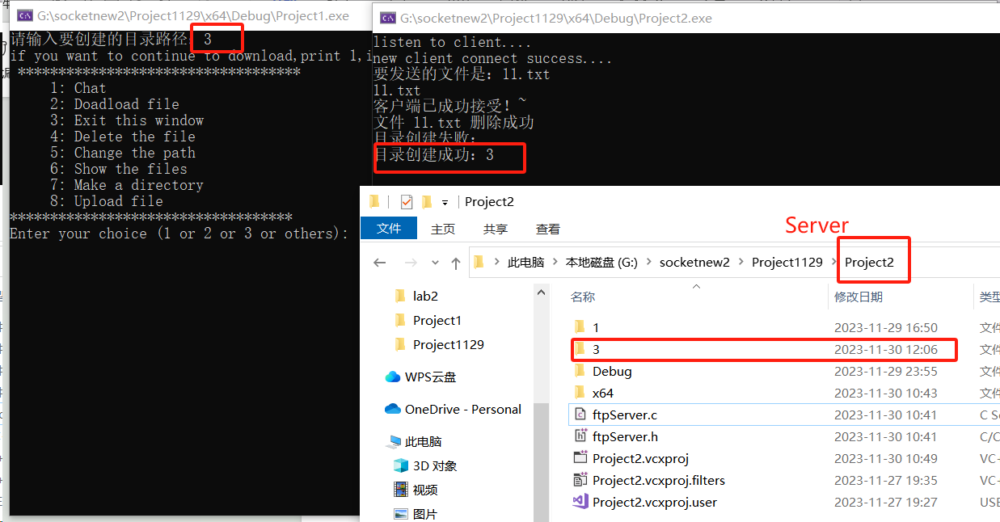 G:\socketnew2\Project1129\x64\Debug\Project1.exe
请输入要创建的目录路径：3
if you want to continue to download,print 1,i
***********************************
1: Chat
2: Doadload file
3: Exit this window
4: Delete the file
5: Change the path
6: Show the files
7: Make a directory
8: Upload file
***********************************
Enter your choice (1 or 2 or 3 or others):
G:\socketnew2\Project1129\x64\Debug\Project2.exe
listen to client....
new client connect success....
要发送的文件是：11.txt
11.txt
客户端已成功接受！~
文件 11.txt 删除成功
目录创建失败：
目录创建成功：3
Project2
文件 主页 共享 查看
Server
此电脑 本地磁盘 (G:) socketnew2 Project1129 Project2
lab2
Project1
Project1129
WPS云盘
OneDrive - Personal
此电脑
3D 对象
视频
图片
名称 修改日期 类型
1 2023-11-29 16:50 文件
3 2023-11-30 12:06 文件
Debug 2023-11-29 23:55 文件
x64 2023-11-30 10:43 文件
ftpServer.c 2023-11-30 10:41 C So
ftpServer.h 2023-11-30 10:41 C/C
Project2.vcxproj 2023-11-30 10:49 VC-
Project2.vcxproj.filters 2023-11-27 19:35 VC-
Project2.vcxproj.user 2023-11-27 19:27 USE